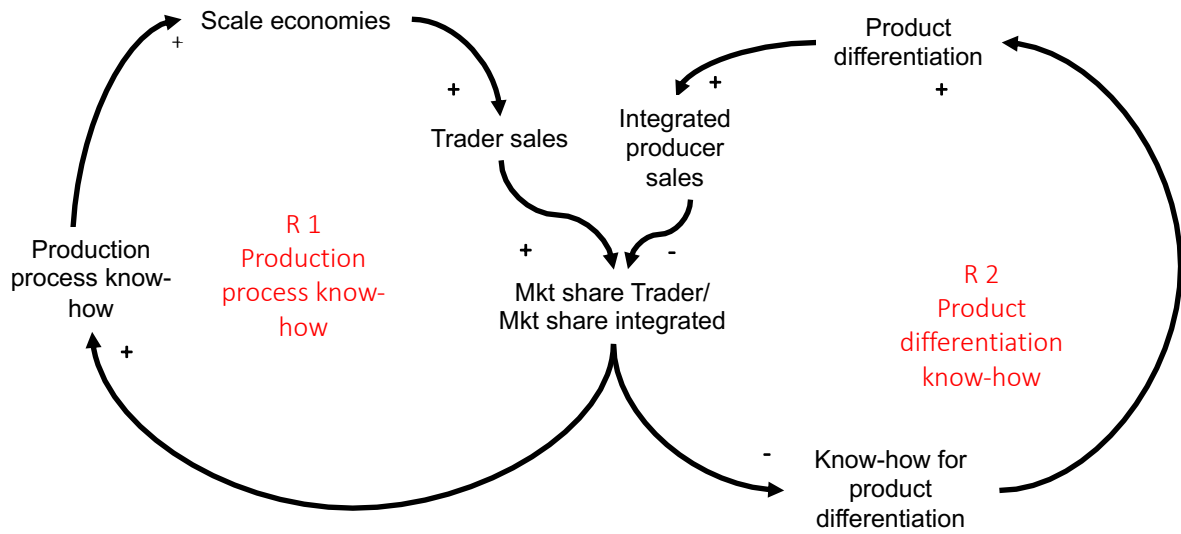 Scale economies
+
+
Trader sales
Product
differentiation
+
+
Integrated
producer
sales
R 1
Production
process know-
how
Production
process know-
how
+
+
-
Mkt share Trader/
Mkt share integrated
R 2
Product
differentiation
know-how
-
Know-how for
product
differentiation